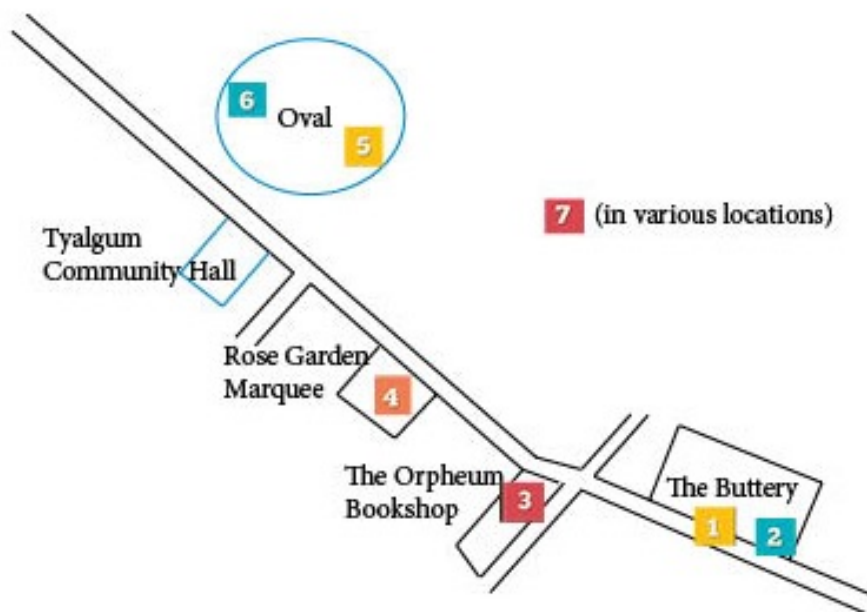 6
Oval
5
7 (in various locations)
Tyalgum
Community Hall
Rose Garden
Marquee
4
The Orpheum
Bookshop
3
The Buttery
1
2